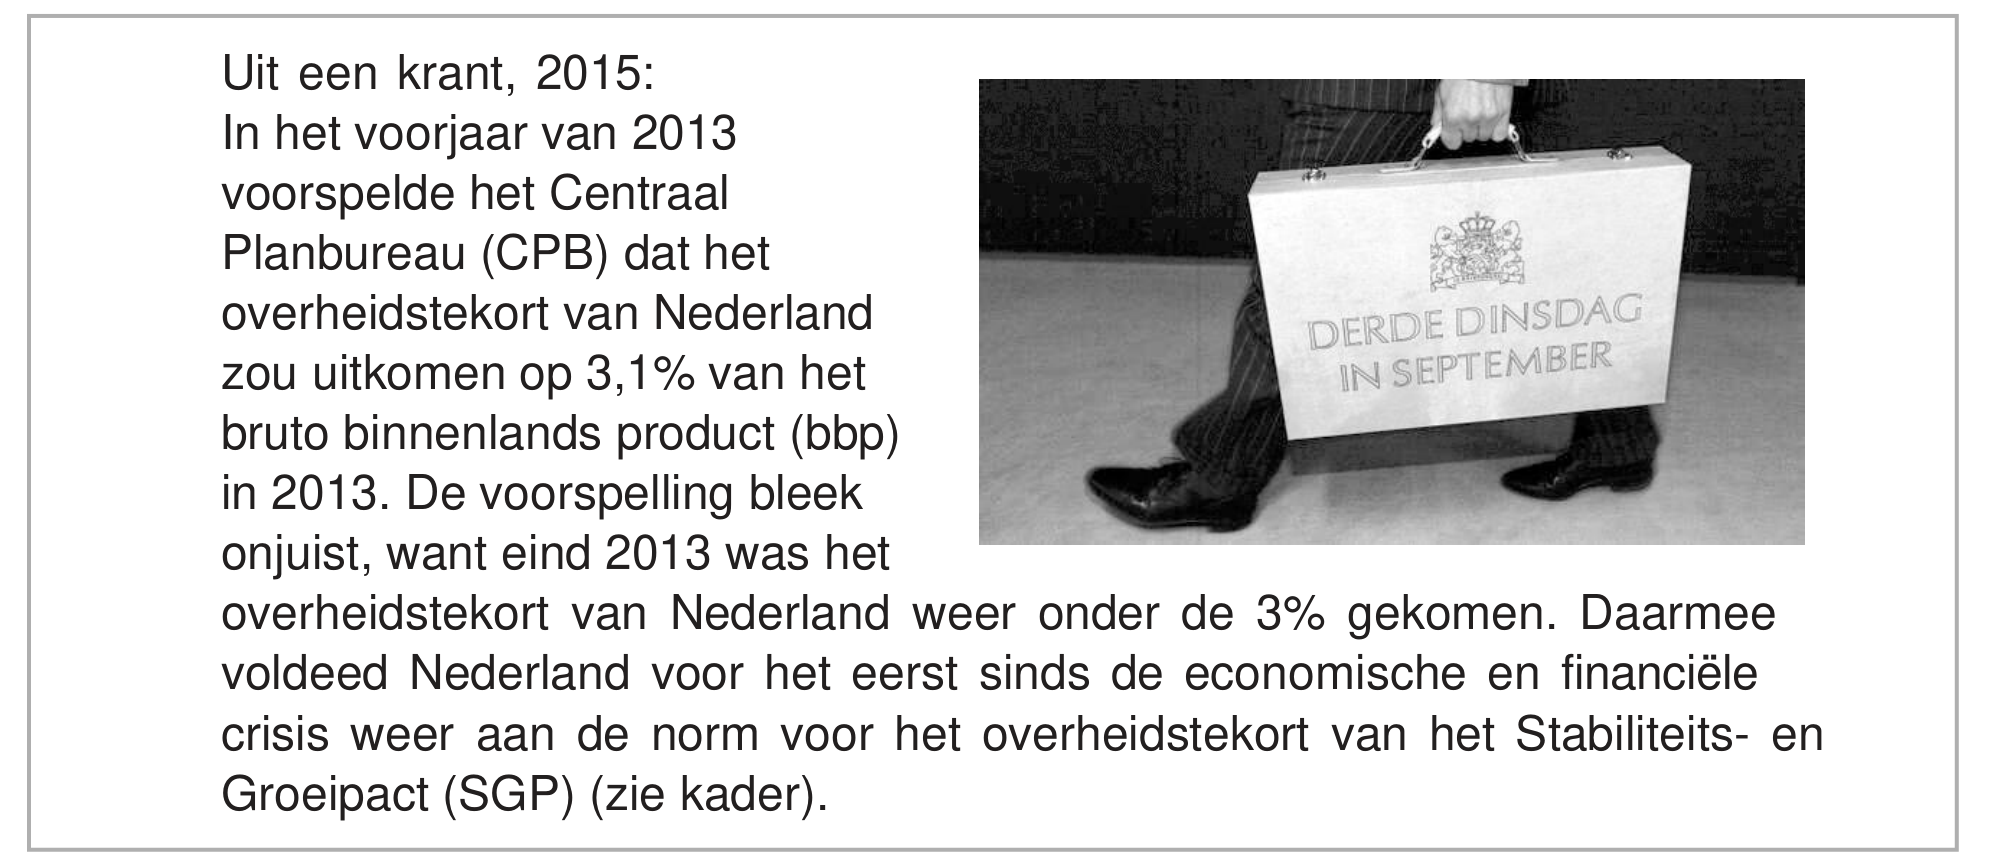 Uit een krant, 2015:
In het voorjaar van 2013
voorspelde het Centraal
Planbureau (CPB) dat het
overheidstekort van Nederland
zou uitkomen op 3,1% van het
bruto binnenlands product (bbp)
in 2013. De voorspelling bleek
onjuist, want eind 2013 was het
overheidstekort van Nederland weer onder de 3% gekomen. Daarmee
voldeed Nederland voor het eerst sinds de economische en financiële
crisis weer aan de norm voor het overheidstekort van het Stabiliteits- en
Groeipact (SGP) (zie kader).
DERDE DINSDAG
IN SEPTEMBER